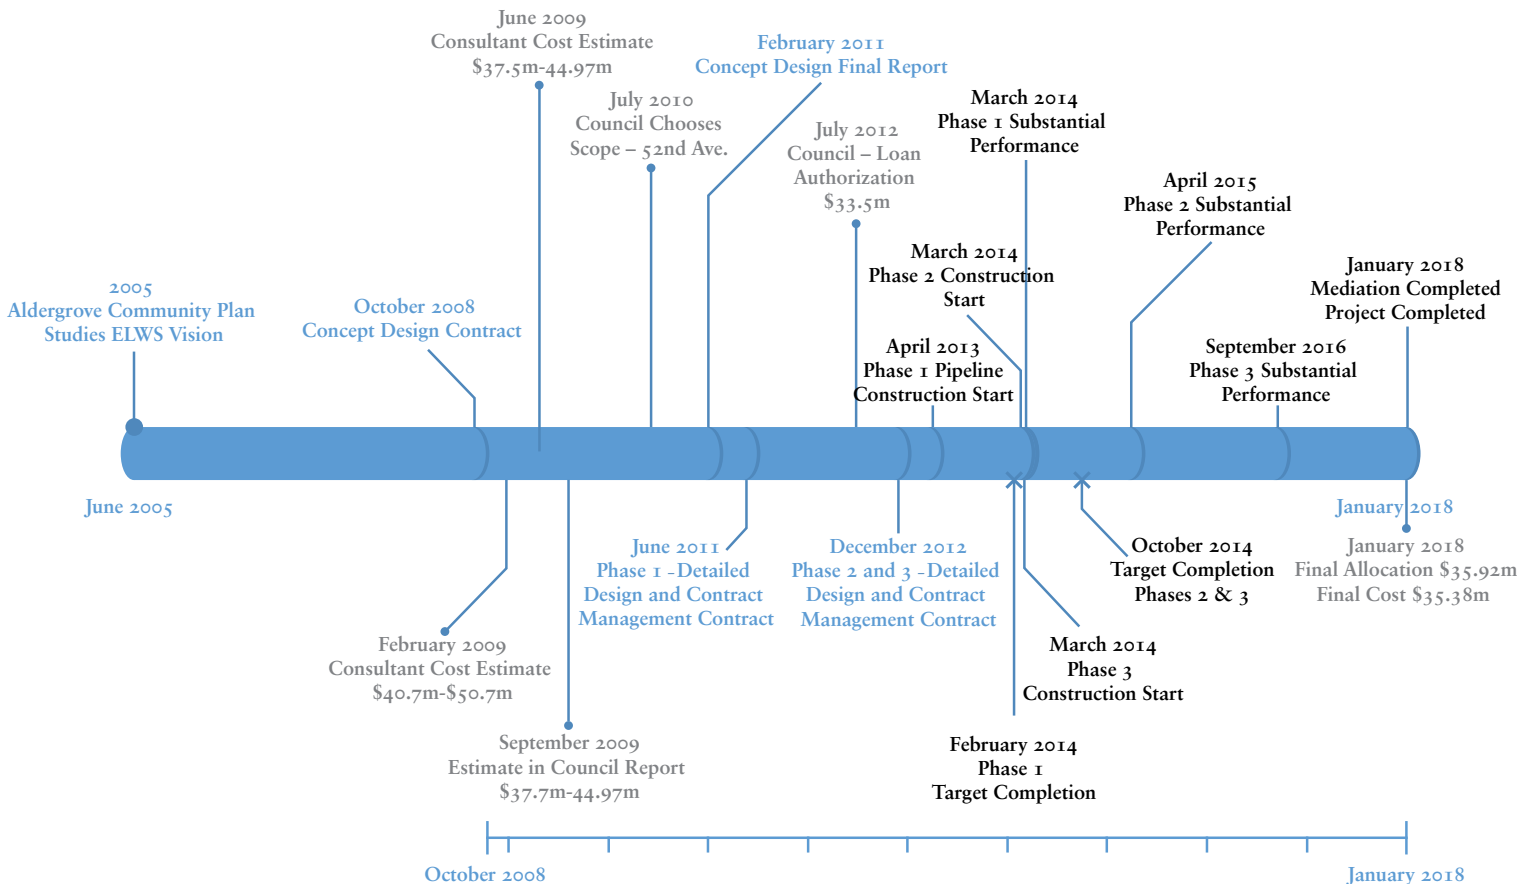 June 2009
Consultant Cost Estimate
$37.5m-44.97m
February 2011
Concept Design Final Report
July 2010
Council Chooses
Scope – 52nd Ave.
March 2014
Phase 1 Substantial
Performance
July 2012
Council – Loan
Authorization
$33.5m
April 2015
Phase 2 Substantial
Performance
March 2014
Phase 2 Construction
Start
January 2018
Mediation Completed
Project Completed
2005
Aldergrove Community Plan
Studies ELWS Vision
October 2008
Concept Design Contract
April 2013
Phase 1 Pipeline
Construction Start
September 2016
Phase 3 Substantial
Performance
June 2005
January 2018
June 2011
Phase 1 -Detailed
Design and Contract
Management Contract
December 2012
Phase 2 and 3 -Detailed
Design and Contract
Management Contract
October 2014
Target Completion
Phases 2 & 3
January 2018
Final Allocation $35.92m
Final Cost $35.38m
February 2009
Consultant Cost Estimate
$40.7m-$50.7m
March 2014
Phase 3
Construction Start
September 2009
Estimate in Council Report
$37.7m-44.97m
February 2014
Phase 1
Target Completion
October 2008
January 2018